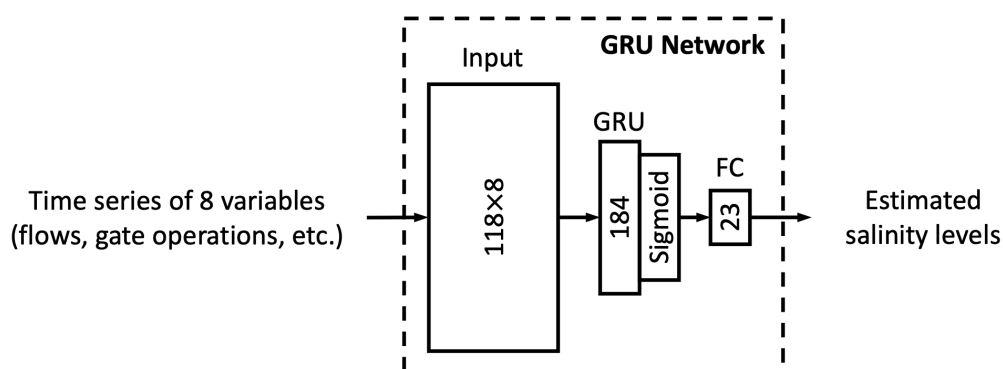 GRU Network
Input
GRU
FC
Time series of 8 variables
(flows, gate operations, etc.)
118×8
184
Sigmoid
23
Estimated
salinity levels